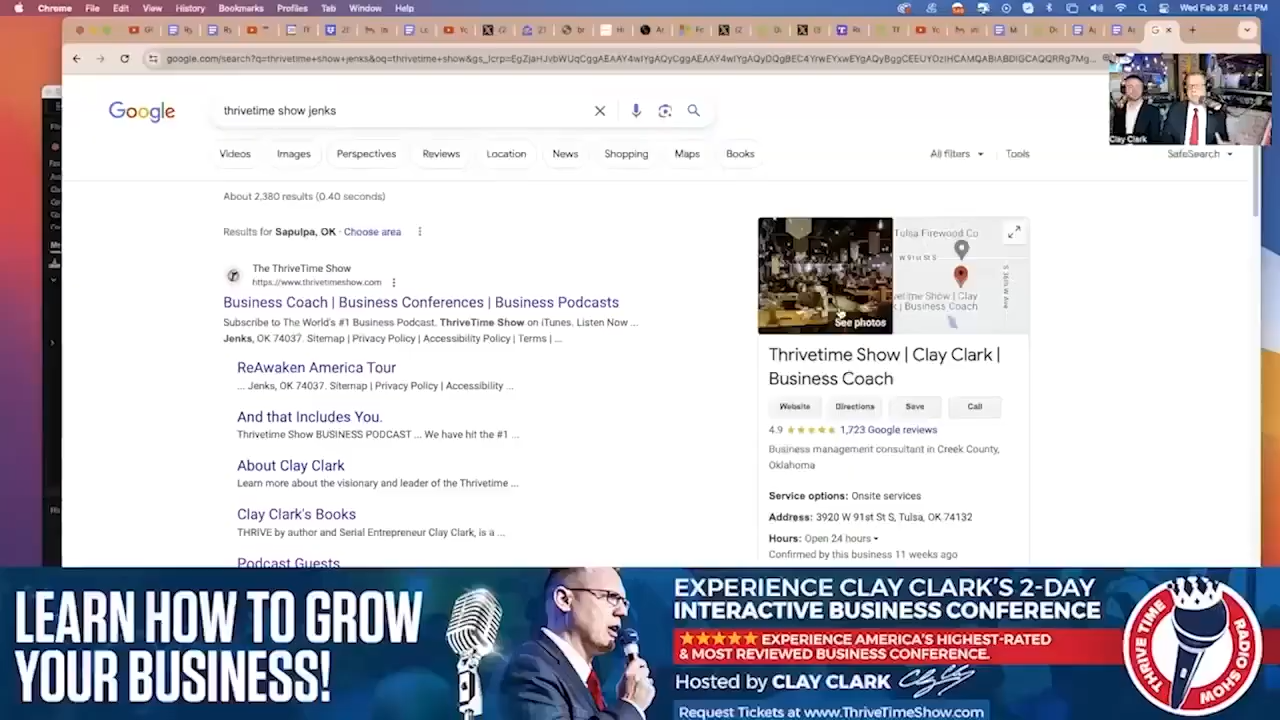 Chrome File Edit View History Bookmarks Profiles Tab Window Help
Wed Feb 28 4:14 PM
Google
thrivetime show jenks
Clay Clark
Videos Images Perspectives Reviews Location News Shopping Maps Books
All filters Tools SafeSearch
About 2,380 results (0.40 seconds)
Results for Sapulpa, OK · Choose area
The ThriveTime Show
https://www.thrivetimeshow.com
Business Coach | Business Conferences | Business Podcasts
Subscribe to The World's #1 Business Podcast. ThriveTime Show on iTunes. Listen Now ...
Jenks, OK 74037. Sitemap | Privacy Policy | Accessibility Policy | Terms | ...
ReAwaken America Tour
... Jenks, OK 74037. Sitemap | Privacy Policy | Accessibility ...
And that Includes You.
Thrivetime Show BUSINESS PODCAST ... We have hit the #1 ...
About Clay Clark
Learn more about the visionary and leader of the Thrivetime ...
Clay Clark's Books
THRIVE by author and Serial Entrepreneur Clay Clark, is a ...
Podcast Guests
See photos
Tulsa Firewood Co
W 91st St S
S 36th W Ave
Show | Clay
| Business Coach
Thrivetime Show | Clay Clark |
Business Coach
Website Directions Save Call
4.9 ★★★★★ 1,723 Google reviews
Business management consultant in Creek County,
Oklahoma
Service options: Onsite services
Address: 3920 W 91st St S, Tulsa, OK 74132
Hours: Open 24 hours
Confirmed by this business 11 weeks ago
LEARN HOW TO GROW
YOUR BUSINESS!
EXPERIENCE CLAY CLARK'S 2-DAY
INTERACTIVE BUSINESS CONFERENCE
★★★★★ EXPERIENCE AMERICA'S HIGHEST-RATED
& MOST REVIEWED BUSINESS CONFERENCE.
Hosted by CLAY CLARK
Request Tickets at www.ThriveTimeShow.com
THRIVE TIME RADIO SHOW